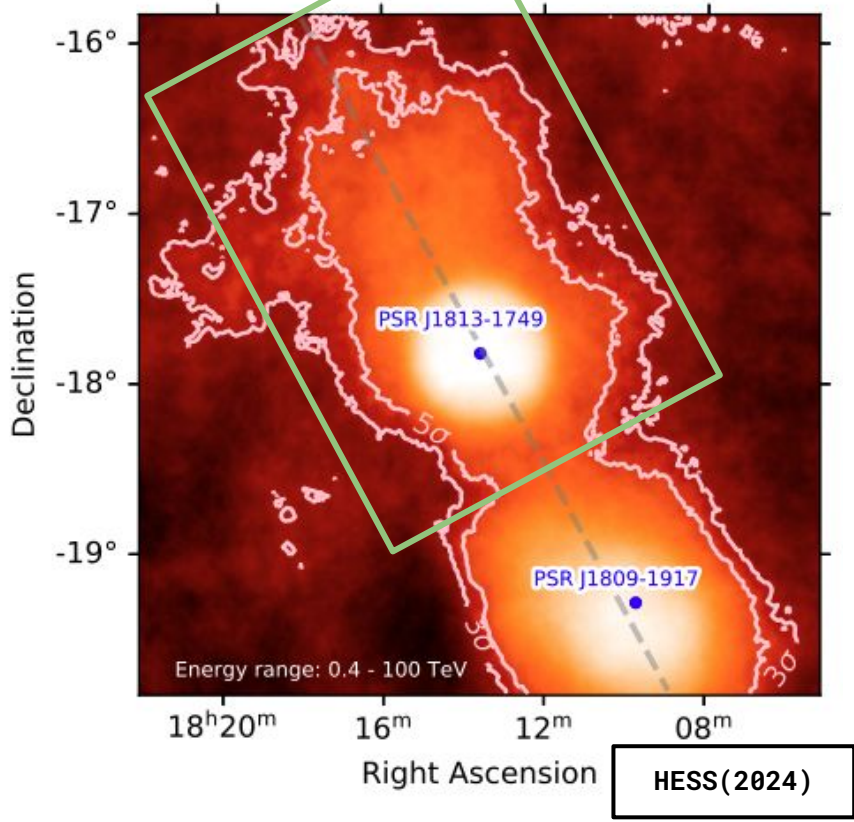 -16°
-17°
PSR J1813-1749
-18°
5σ
-19°
PSR J1809-1917
3σ
3σ
Energy range: 0.4 - 100 TeV
18ʰ20ᵐ 16ᵐ 12ᵐ 08ᵐ
Declination
Right Ascension
HESS(2024)